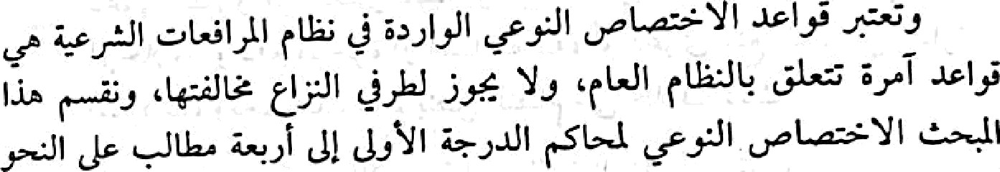 وتعتبر قواعد الاختصاص النوعي الواردة في نظام المرافعات الشرعية هي
قواعد آمرة تتعلق بالنظام العام، ولا يجوز لطرفي النزاع مخالفتها، ونقسم هذا
المبحث الاختصاص النوعي لمحاكم الدرجة الأولى إلى أربعة مطالب على النحو